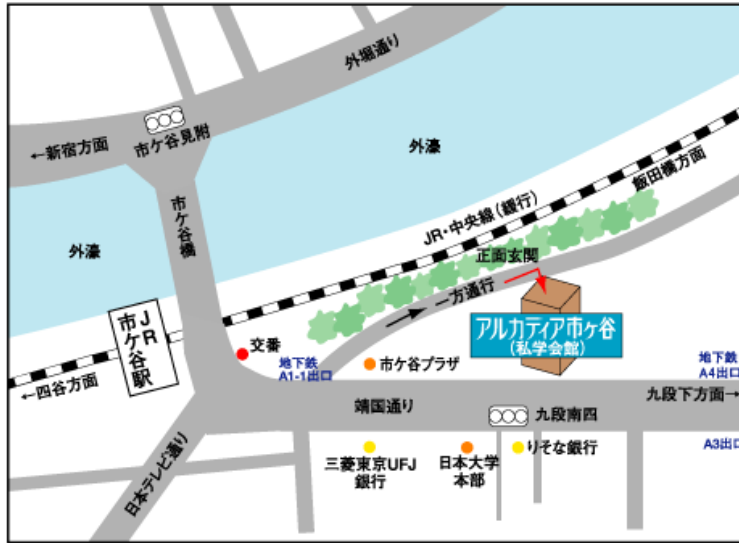 外堀通り
市ケ谷見附
←新宿方面
外濠
飯田橋方面
市ケ谷橋
JR・中央線(銀行)
外濠
正面玄関
一方通行
アルカディア市ヶ谷
(私学会館)
JR
市ケ谷駅
交番
地下鉄
A1-1出口
市ケ谷プラザ
地下鉄
A4出口
←四谷方面
靖国通り
九段南四
九段下方面→
三菱東京UFJ
銀行
日本大学
本部
りそな銀行
A3出口
日本テレビ通り